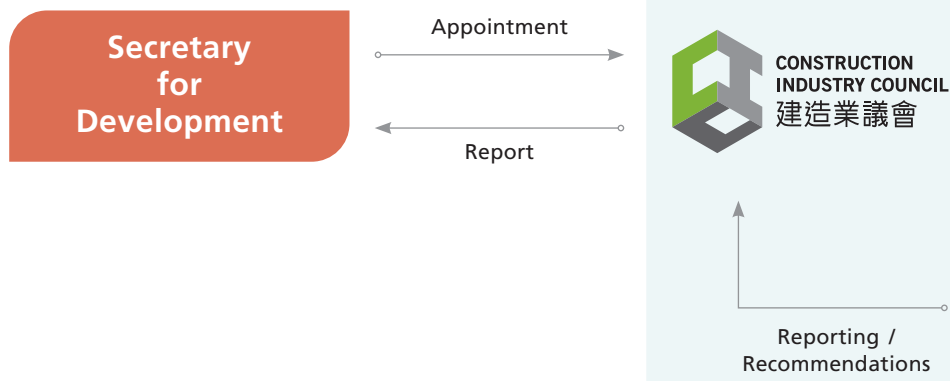 Secretary
for
Development
Appointment
Report
CONSTRUCTION
INDUSTRY COUNCIL
建造業議會
Reporting /
Recommendations